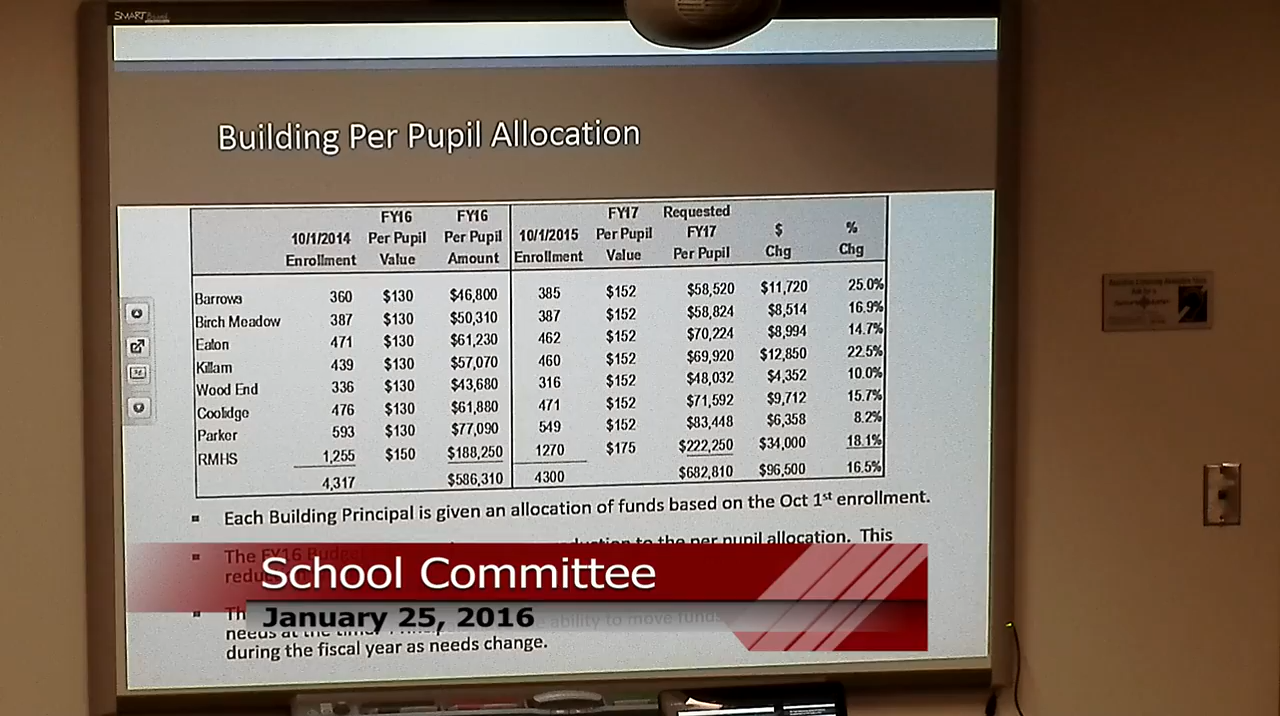 SMART
Building Per Pupil Allocation
FY16 FY16 FY17 Requested
10/1/2014 Per Pupil Per Pupil 10/1/2015 Per Pupil FY17 $ %
Enrollment Value Amount Enrollment Value Per Pupil Chg Chg
Barrows 360 $130 $46,800 385 $152 $58,520 $11,720 25.0%
Birch Meadow 387 $130 $50,310 387 $152 $58,824 $8,514 16.9%
Eaton 471 $130 $61,230 462 $152 $70,224 $8,994 14.7%
Killam 439 $130 $57,070 460 $152 $69,920 $12,850 22.5%
Wood End 336 $130 $43,680 316 $152 $48,032 $4,352 10.0%
Coolidge 476 $130 $61,880 471 $152 $71,592 $9,712 15.7%
Parker 593 $130 $77,090 549 $152 $83,448 $6,358 8.2%
RMHS 1,255 $150 $188,250 1270 $175 $222,250 $34,000 18.1%
4,317 $586,310 4300 $682,810 $96,500 16.5%
Each Building Principal is given an allocation of funds based on the Oct 1st enrollment.
The FY16 to the per pupil allocation. This
School Committee
January 25, 2016
ability to move funds
needs at the time.
during the fiscal year as needs change.